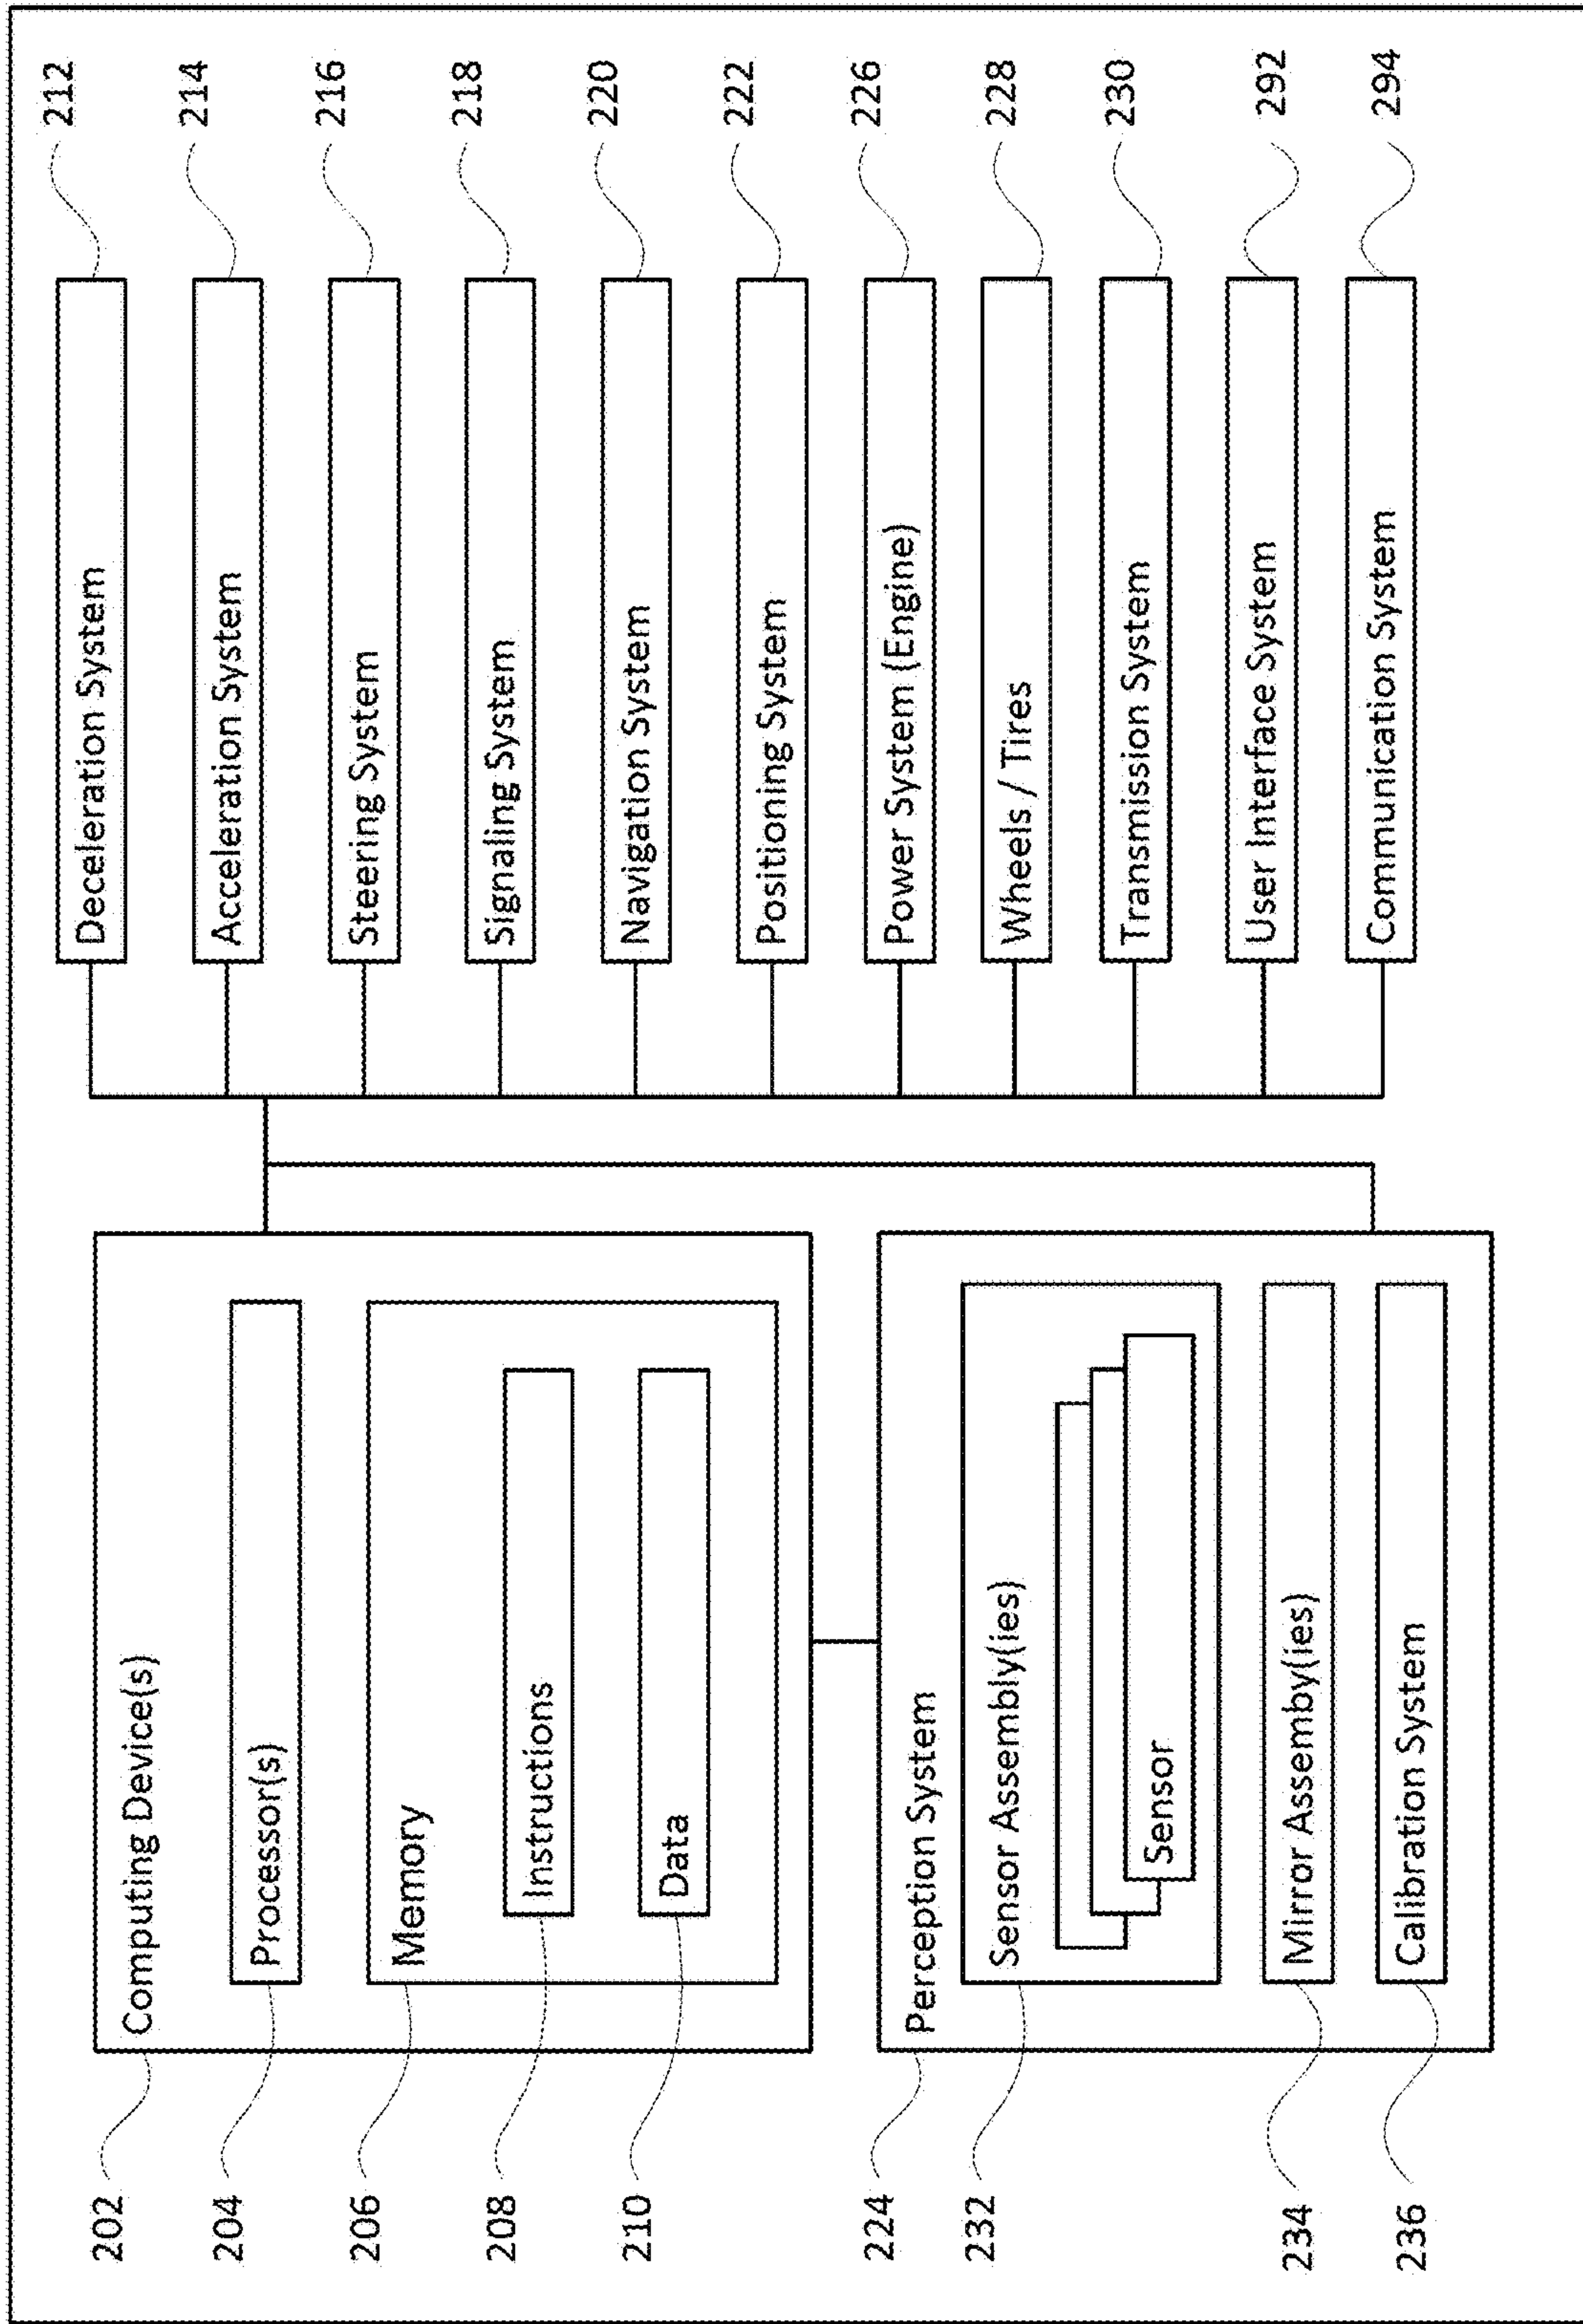 202
Computing Device(s)
204
Processor(s)
206
Memory
208
Instructions
210
Data
224
Perception System
232
Sensor Assembly(ies)
Sensor
234
Mirror Assemby(ies)
236
Calibration System
Deceleration System
212
Acceleration System
214
Steering System
216
Signaling System
218
Navigation System
220
Positioning System
222
Power System (Engine)
226
Wheels / Tires
228
Transmission System
230
User Interface System
292
Communication System
294